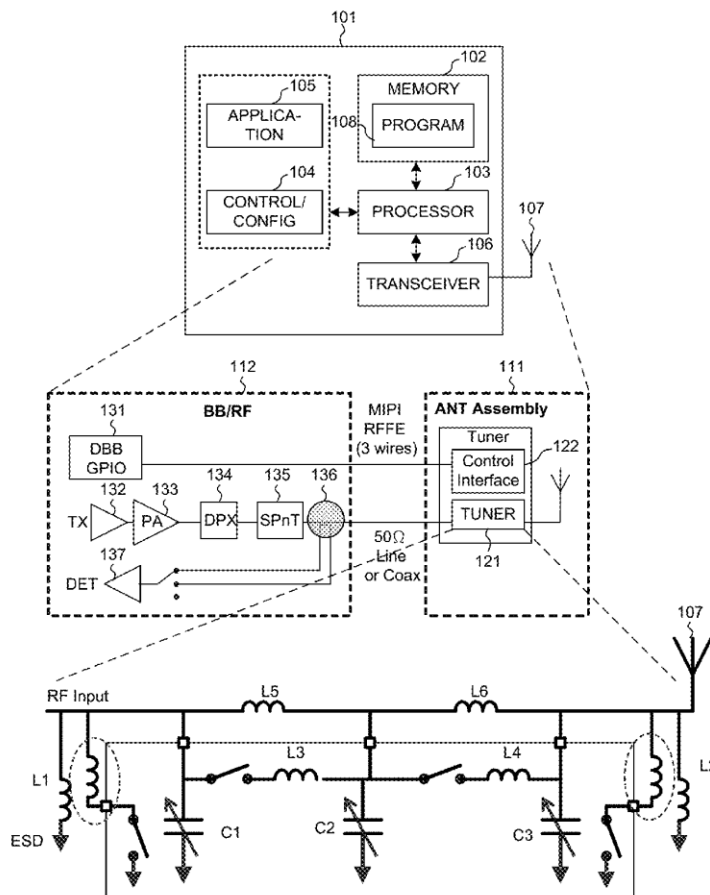 101
102
105
MEMORY
APPLICA-
TION
108
PROGRAM
104
103
CONTROL/
CONFIG
PROCESSOR
107
106
TRANSCEIVER
112
111
BB/RF
MIPI
RFFE
(3 wires)
ANT Assembly
131
DBB
GPIO
Tuner
122
Control
Interface
132
133
134
135
136
TX
PA
DPX
SPnT
TUNER
137
50Ω
Line
or Coax
121
DET
107
RF Input
L5
L6
L3
L4
L1
L2
ESD
C1
C2
C3